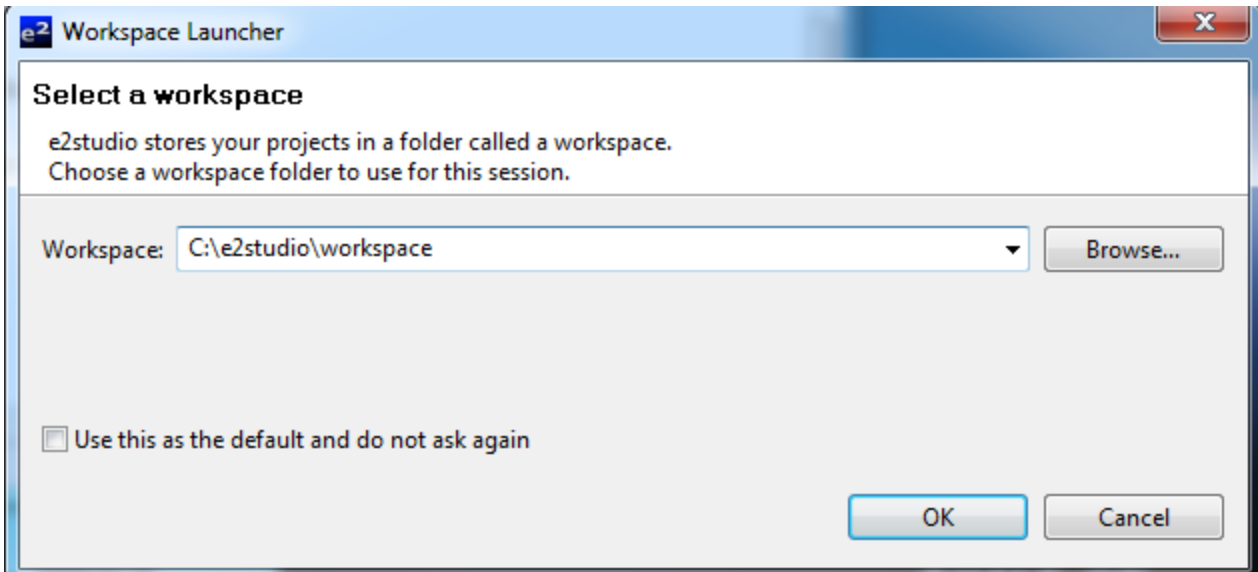 e² Workspace Launcher
Select a workspace
e2studio stores your projects in a folder called a workspace.
Choose a workspace folder to use for this session.
Workspace: C:\e2studio\workspace Browse...
Use this as the default and do not ask again
OK Cancel